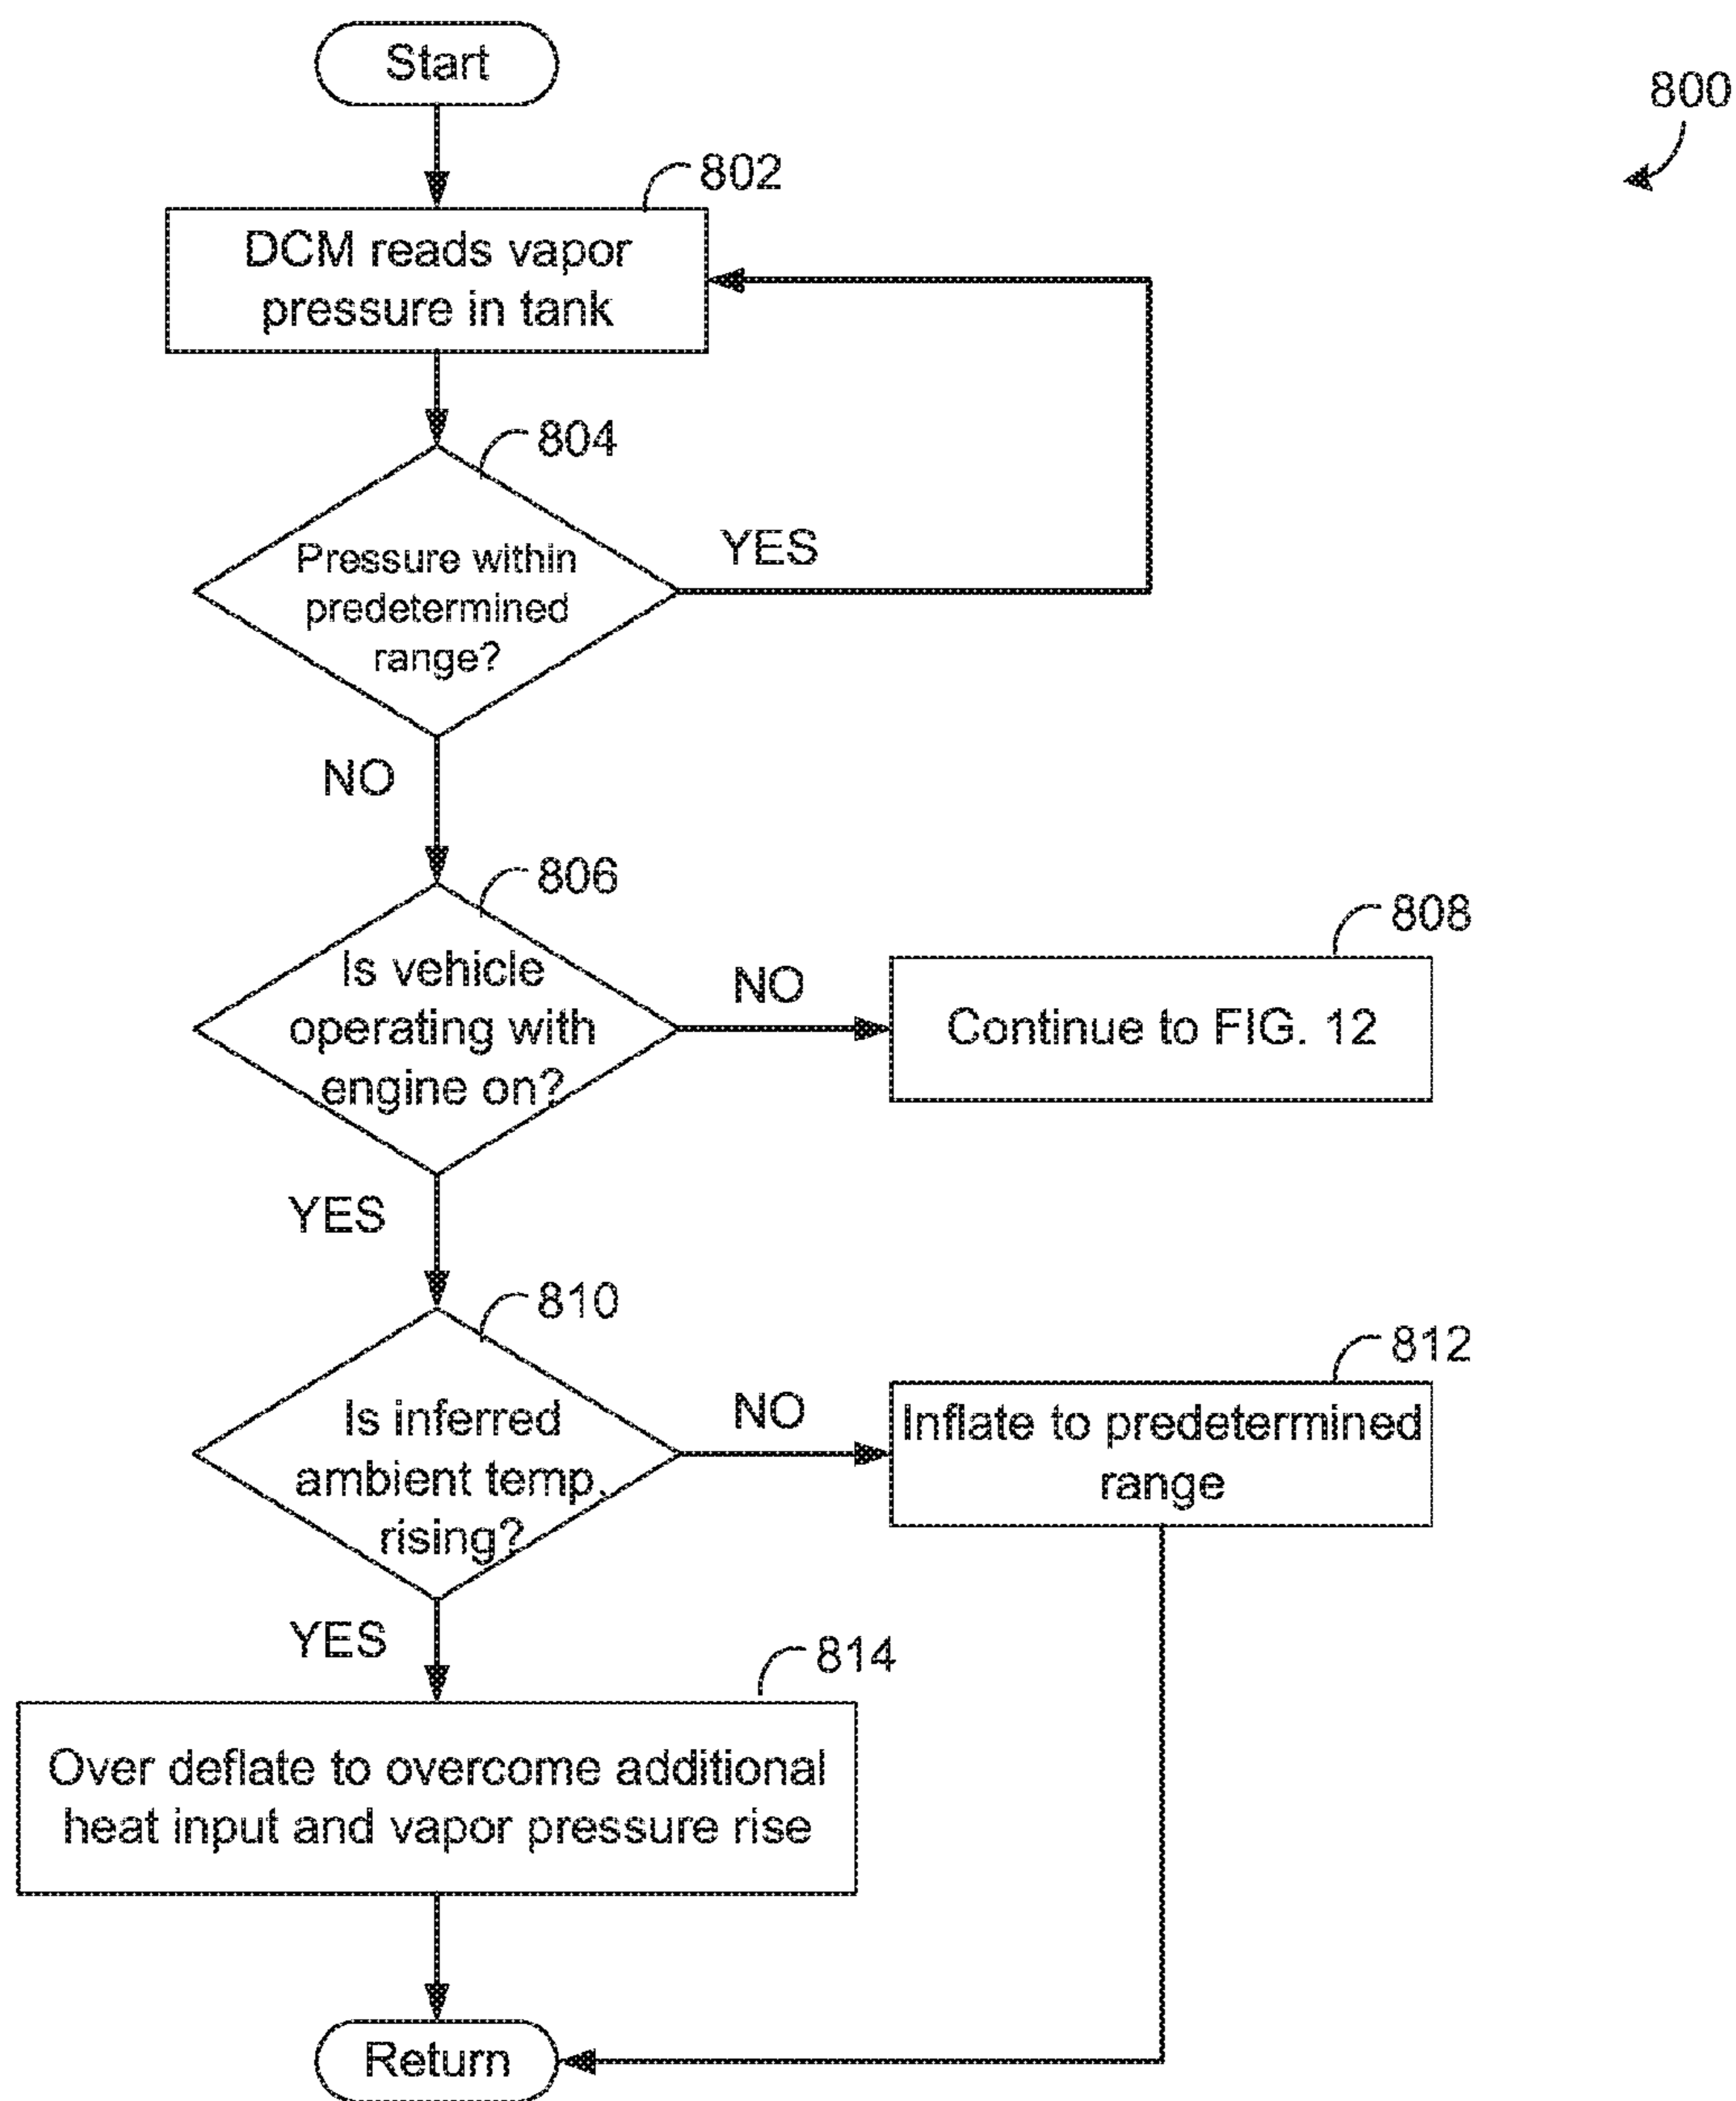 Start
800
802
DCM reads vapor
pressure in tank
804
Pressure within
predetermined
range?
YES
NO
806
Is vehicle
operating with
engine on?
NO
808
Continue to FIG. 12
YES
810
Is inferred
ambient temp.
rising?
NO
812
Inflate to predetermined
range
YES
814
Over deflate to overcome additional
heat input and vapor pressure rise
Return